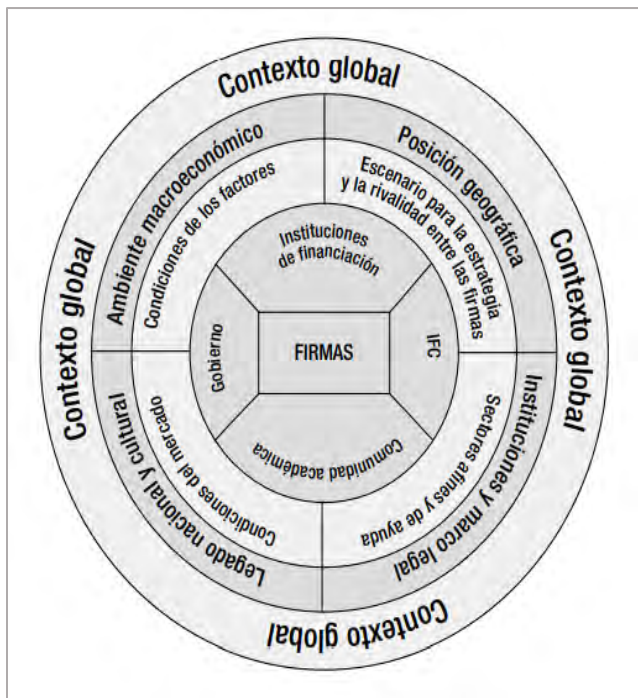 Contexto global
Contexto global
Contexto global
Contexto global
Ambiente macroeconómico
Posición geográfica
Condiciones de los factores
Escenario para la estrategia
y la rivalidad entre las firmas
Instituciones
de financiación
Gobierno
FIRMAS
IFC
Comunidad académica
Condiciones del mercado
Sectores afines y de ayuda
Legado nacional y cultural
Instituciones y marco legal